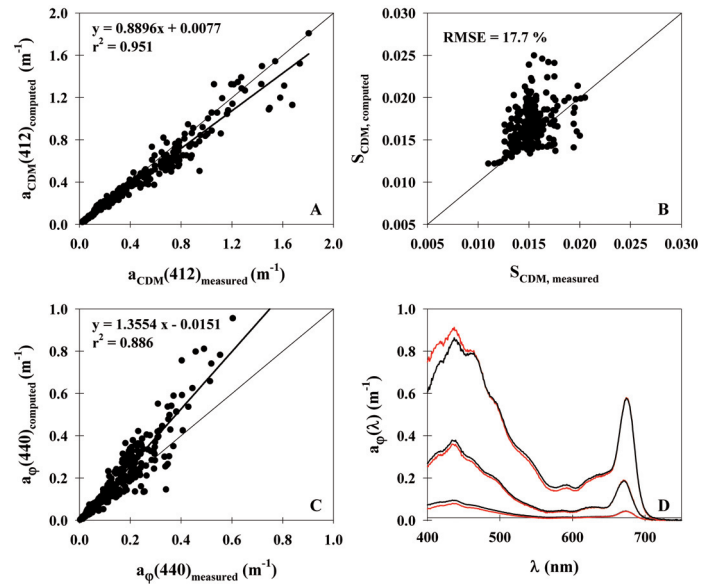 y = 0.8896x + 0.0077
r² = 0.951
2.0
1.6
1.2
0.8
0.4
0.0
a_CDM(412)_computed (m⁻¹)
0.0 0.4 0.8 1.2 1.6 2.0
a_CDM(412)_measured (m⁻¹)
A
RMSE = 17.7 %
0.030
0.025
0.020
0.015
0.010
0.005
S_CDM, computed
0.005 0.010 0.015 0.020 0.025 0.030
S_CDM, measured
B
y = 1.3554 x - 0.0151
r² = 0.886
1.0
0.8
0.6
0.4
0.2
0.0
a_φ(440)_computed (m⁻¹)
0.0 0.2 0.4 0.6 0.8 1.0
a_φ(440)_measured (m⁻¹)
C
1.0
0.8
0.6
0.4
0.2
0.0
a_φ(λ) (m⁻¹)
400 500 600 700
λ (nm)
D